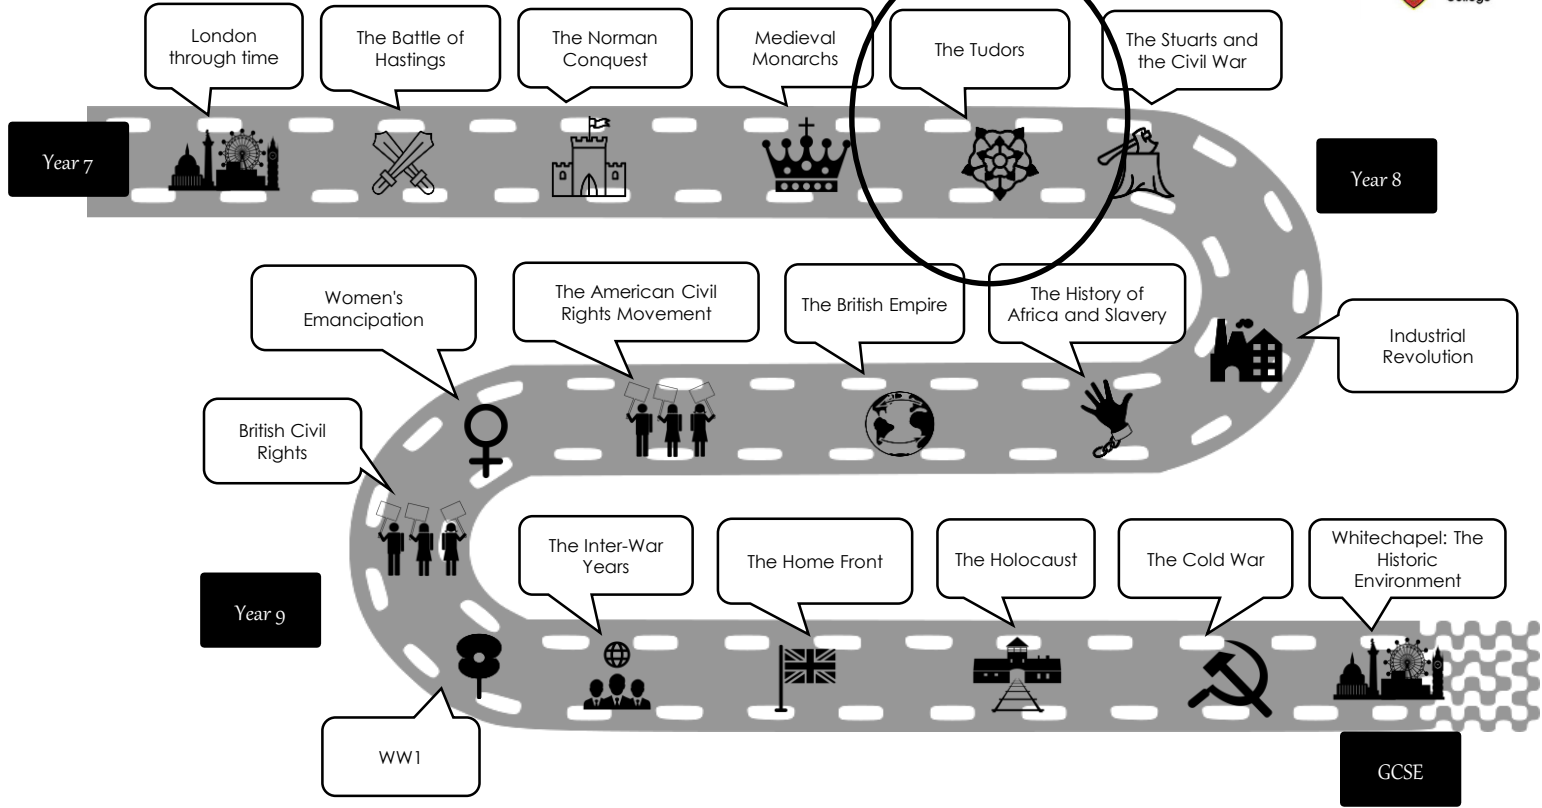 London
through time
The Battle of
Hastings
The Norman
Conquest
Medieval
Monarchs
The Tudors
The Stuarts and
the Civil War
Year 7
Year 8
Women's
Emancipation
The American Civil
Rights Movement
The British Empire
The History of
Africa and Slavery
Industrial
Revolution
British Civil
Rights
The Inter-War
Years
The Home Front
The Holocaust
The Cold War
Whitechapel: The
Historic
Environment
Year 9
WW1
GCSE